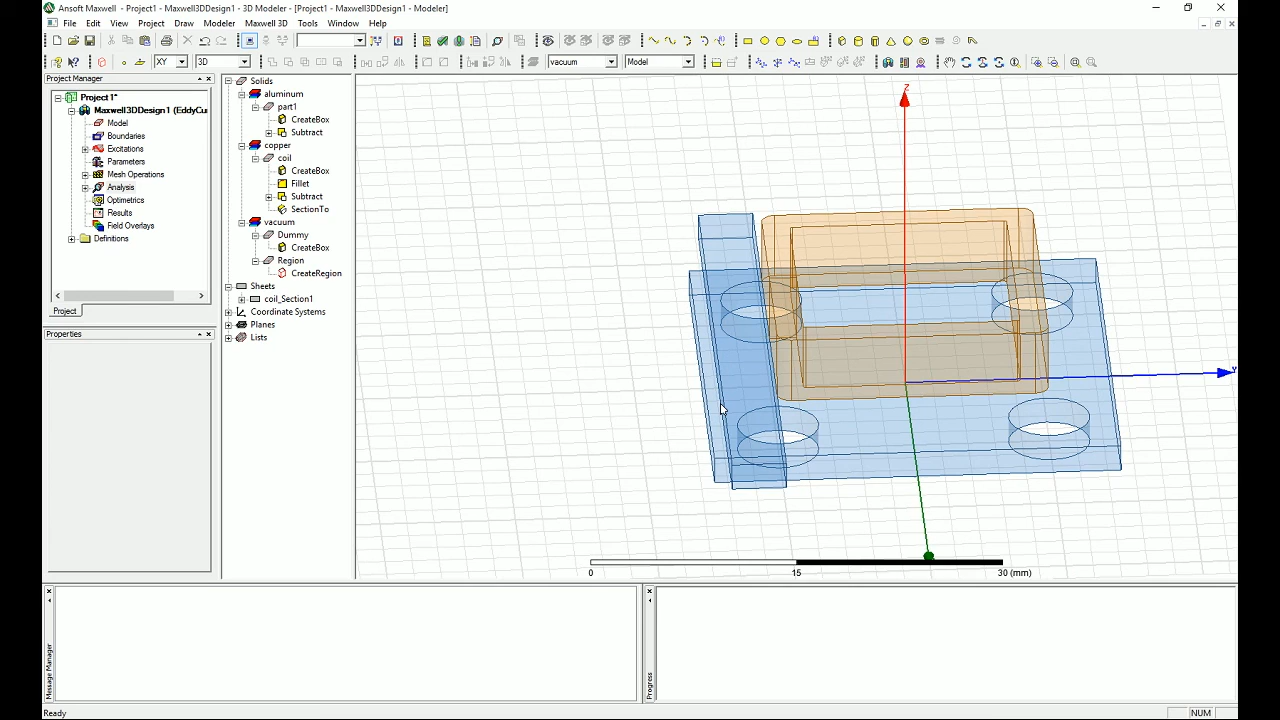 Ansoft Maxwell - Project1 - Maxwell3DDesign1 - 3D Modeler - [Project1 - Maxwell3DDesign1 - Modeler]
File Edit View Project Draw Modeler Maxwell 3D Tools Window Help
XY 3D vacuum Model
Project Manager
Project1*
Maxwell3DDesign1 (EddyCu
Model
Boundaries
Excitations
Parameters
Mesh Operations
Analysis
Optimetrics
Results
Field Overlays
Definitions
Project
Properties
Solids
aluminum
part1
CreateBox
Subtract
copper
coil
CreateBox
Fillet
Subtract
SectionTo
vacuum
Dummy
CreateBox
Region
CreateRegion
Sheets
coil_Section1
Coordinate Systems
Planes
Lists
Z
0 15 30 (mm)
Message Manager
Progress
Ready
NUM